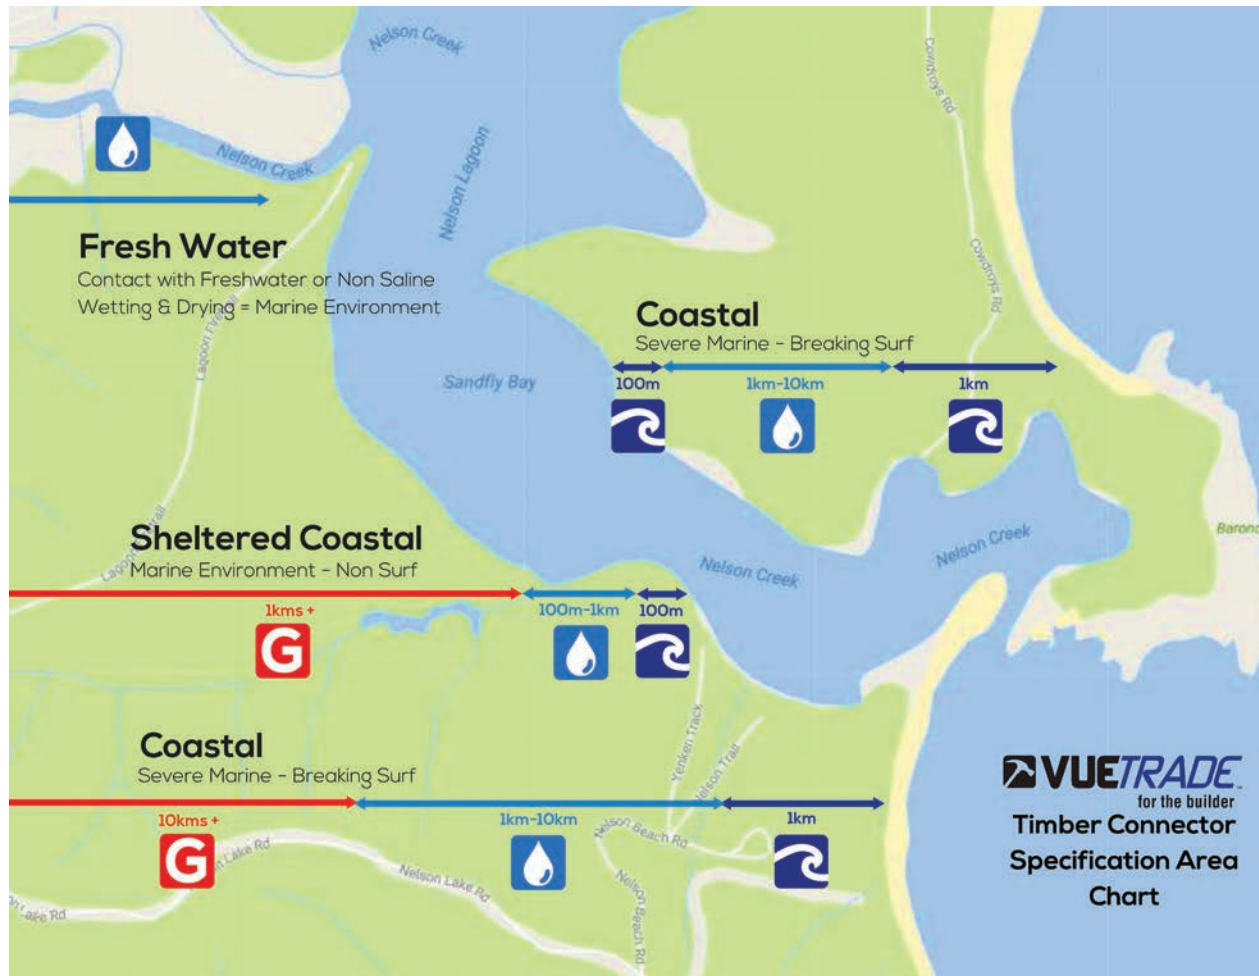 Nelson Creek
Cowdroys Rd
Nelson Creek
Nelson Lagoon
Fresh Water
Contact with Freshwater or Non Saline
Wetting & Drying = Marine Environment
Cowdroys Rd
Coastal
Severe Marine - Breaking Surf
100m 1km-10km 1km
Sandfly Bay
Sheltered Coastal
Marine Environment - Non Surf
1kms + 100m-1km 100m
G
Nelson Creek
Nelson Creek
Coastal
Severe Marine - Breaking Surf
10kms + 1km-10km 1km
G
Yenken Track
Nelson Trail
Nelson Beach Rd
Nelson Lake Rd
Nelson Beach Rd
Lake Rd
VUETRADE
for the builder
Timber Connector
Specification Area
Chart